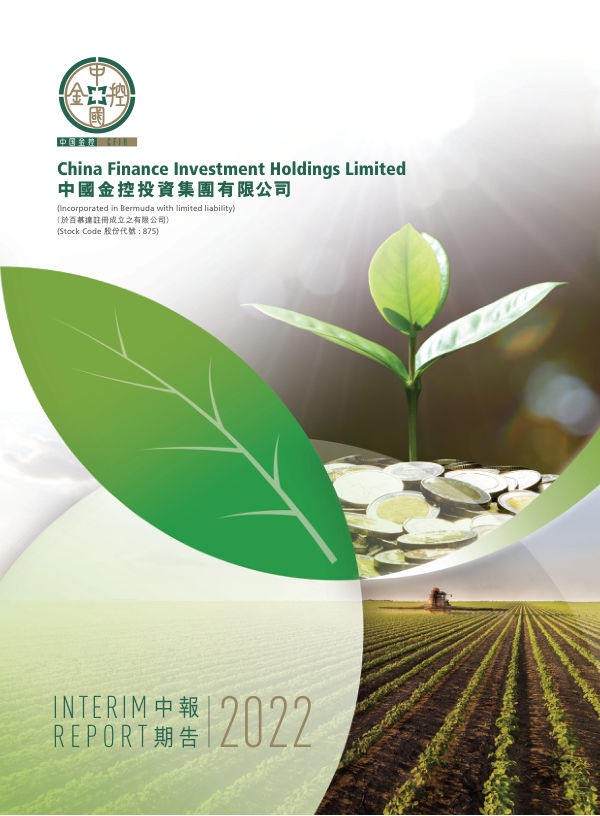 中 金 控 國
中国金控 CFIH
China Finance Investment Holdings Limited
中國金控投資集團有限公司
(Incorporated in Bermuda with limited liability)
（於百慕達註冊成立之有限公司）
(Stock Code 股份代號 : 875)
INTERIM 中報
REPORT 期告
2022